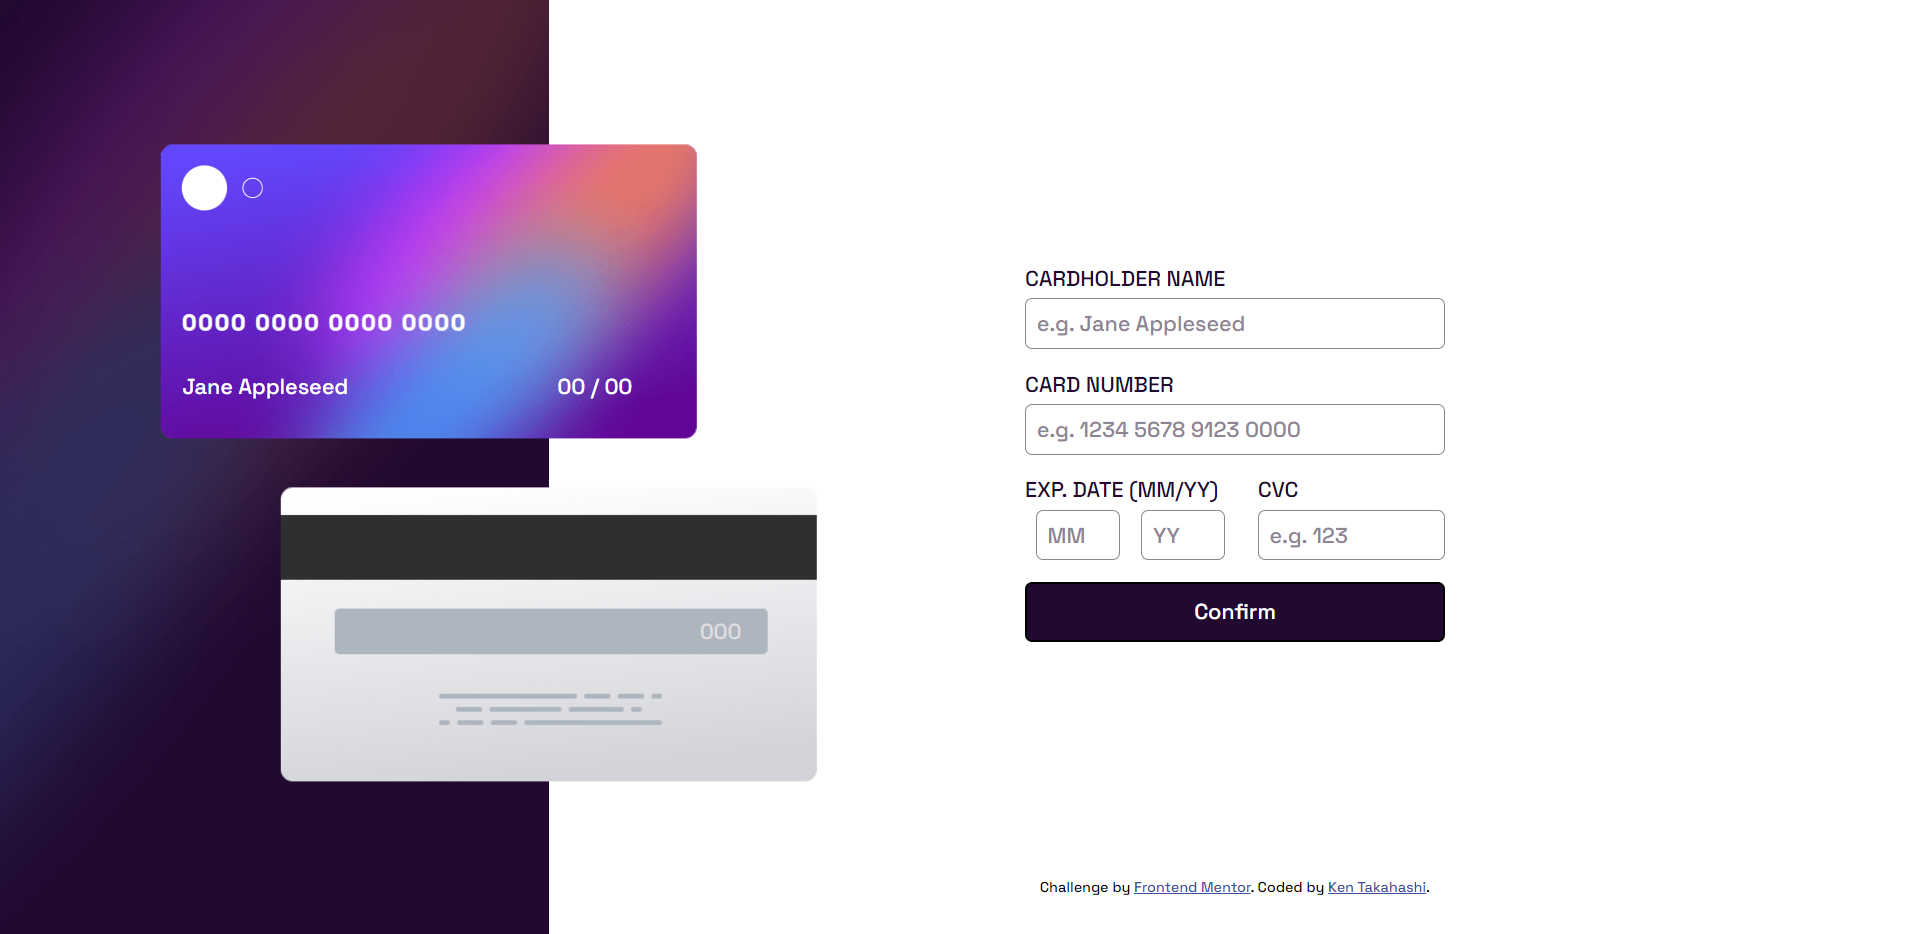 0000 0000 0000 0000
Jane Appleseed 00 / 00
000
CARDHOLDER NAME
e.g. Jane Appleseed
CARD NUMBER
e.g. 1234 5678 9123 0000
EXP. DATE (MM/YY) CVC
MM YY e.g. 123
Confirm
Challenge by Frontend Mentor. Coded by Ken Takahashi.